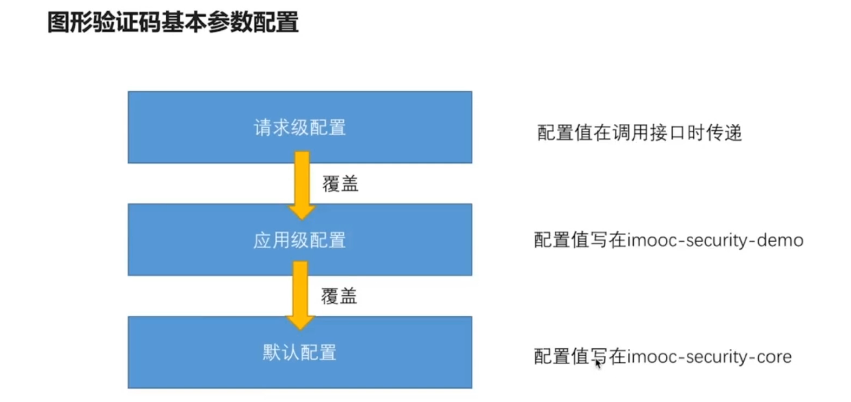 图形验证码基本参数配置
请求级配置
配置值在调用接口时传递
覆盖
应用级配置
配置值写在imooc-security-demo
覆盖
默认配置
配置值写在imooc-security-core